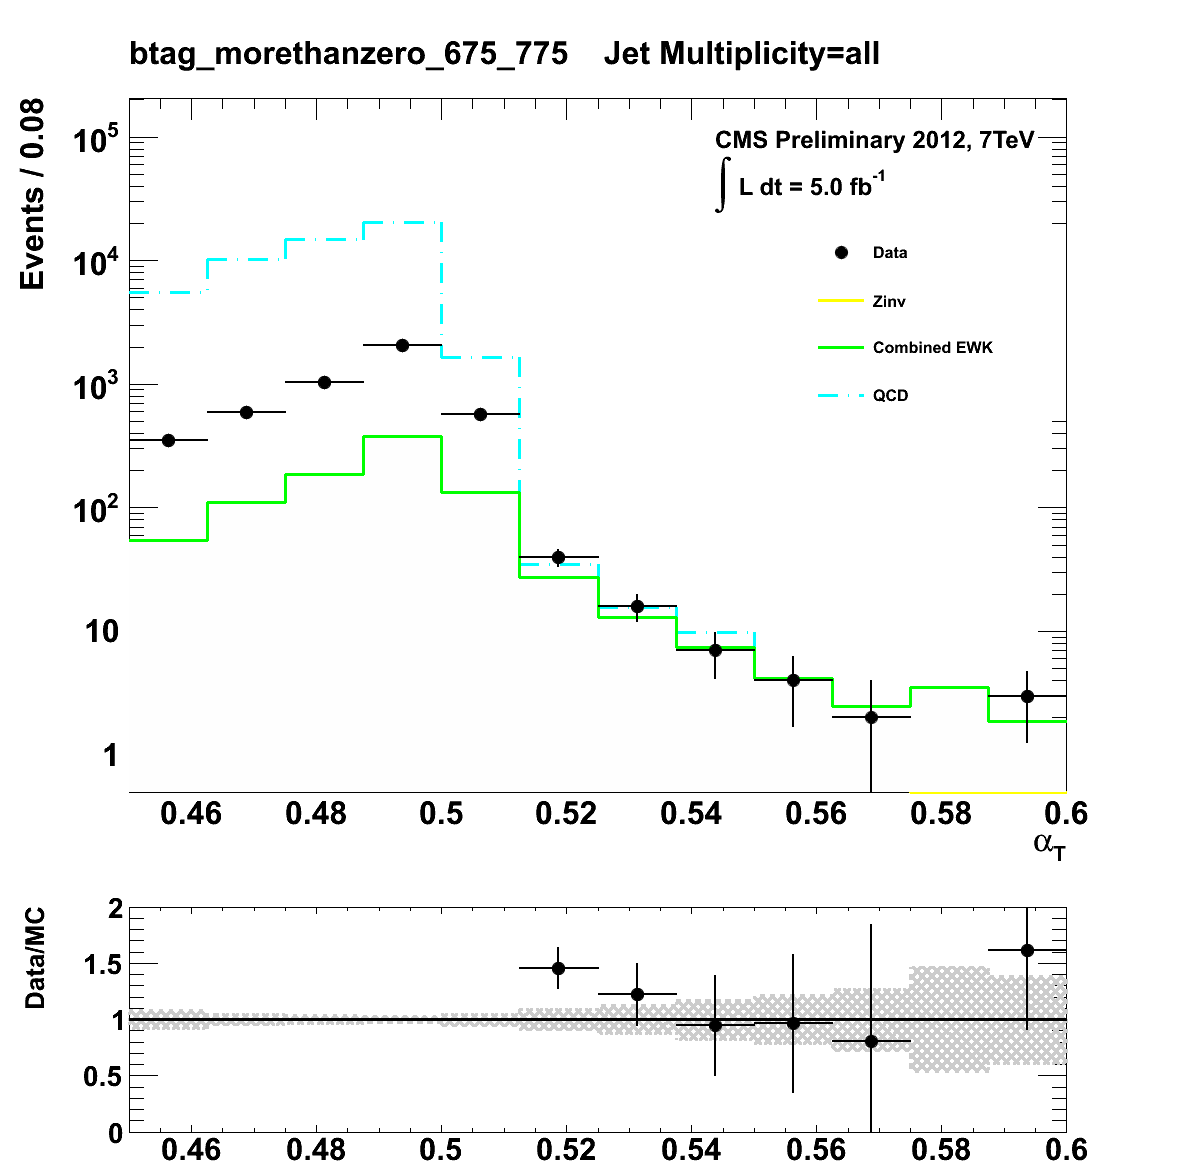 btag_morethanzero_675_775 Jet Multiplicity=all
Events / 0.08
10^5
10^4
10^3
10^2
10
1
CMS Preliminary 2012, 7TeV
∫ L dt = 5.0 fb^-1
Data
Zinv
Combined EWK
QCD
0.46 0.48 0.5 0.52 0.54 0.56 0.58 0.6
α_T
Data/MC
2
1.5
1
0.5
0
0.46 0.48 0.5 0.52 0.54 0.56 0.58 0.6